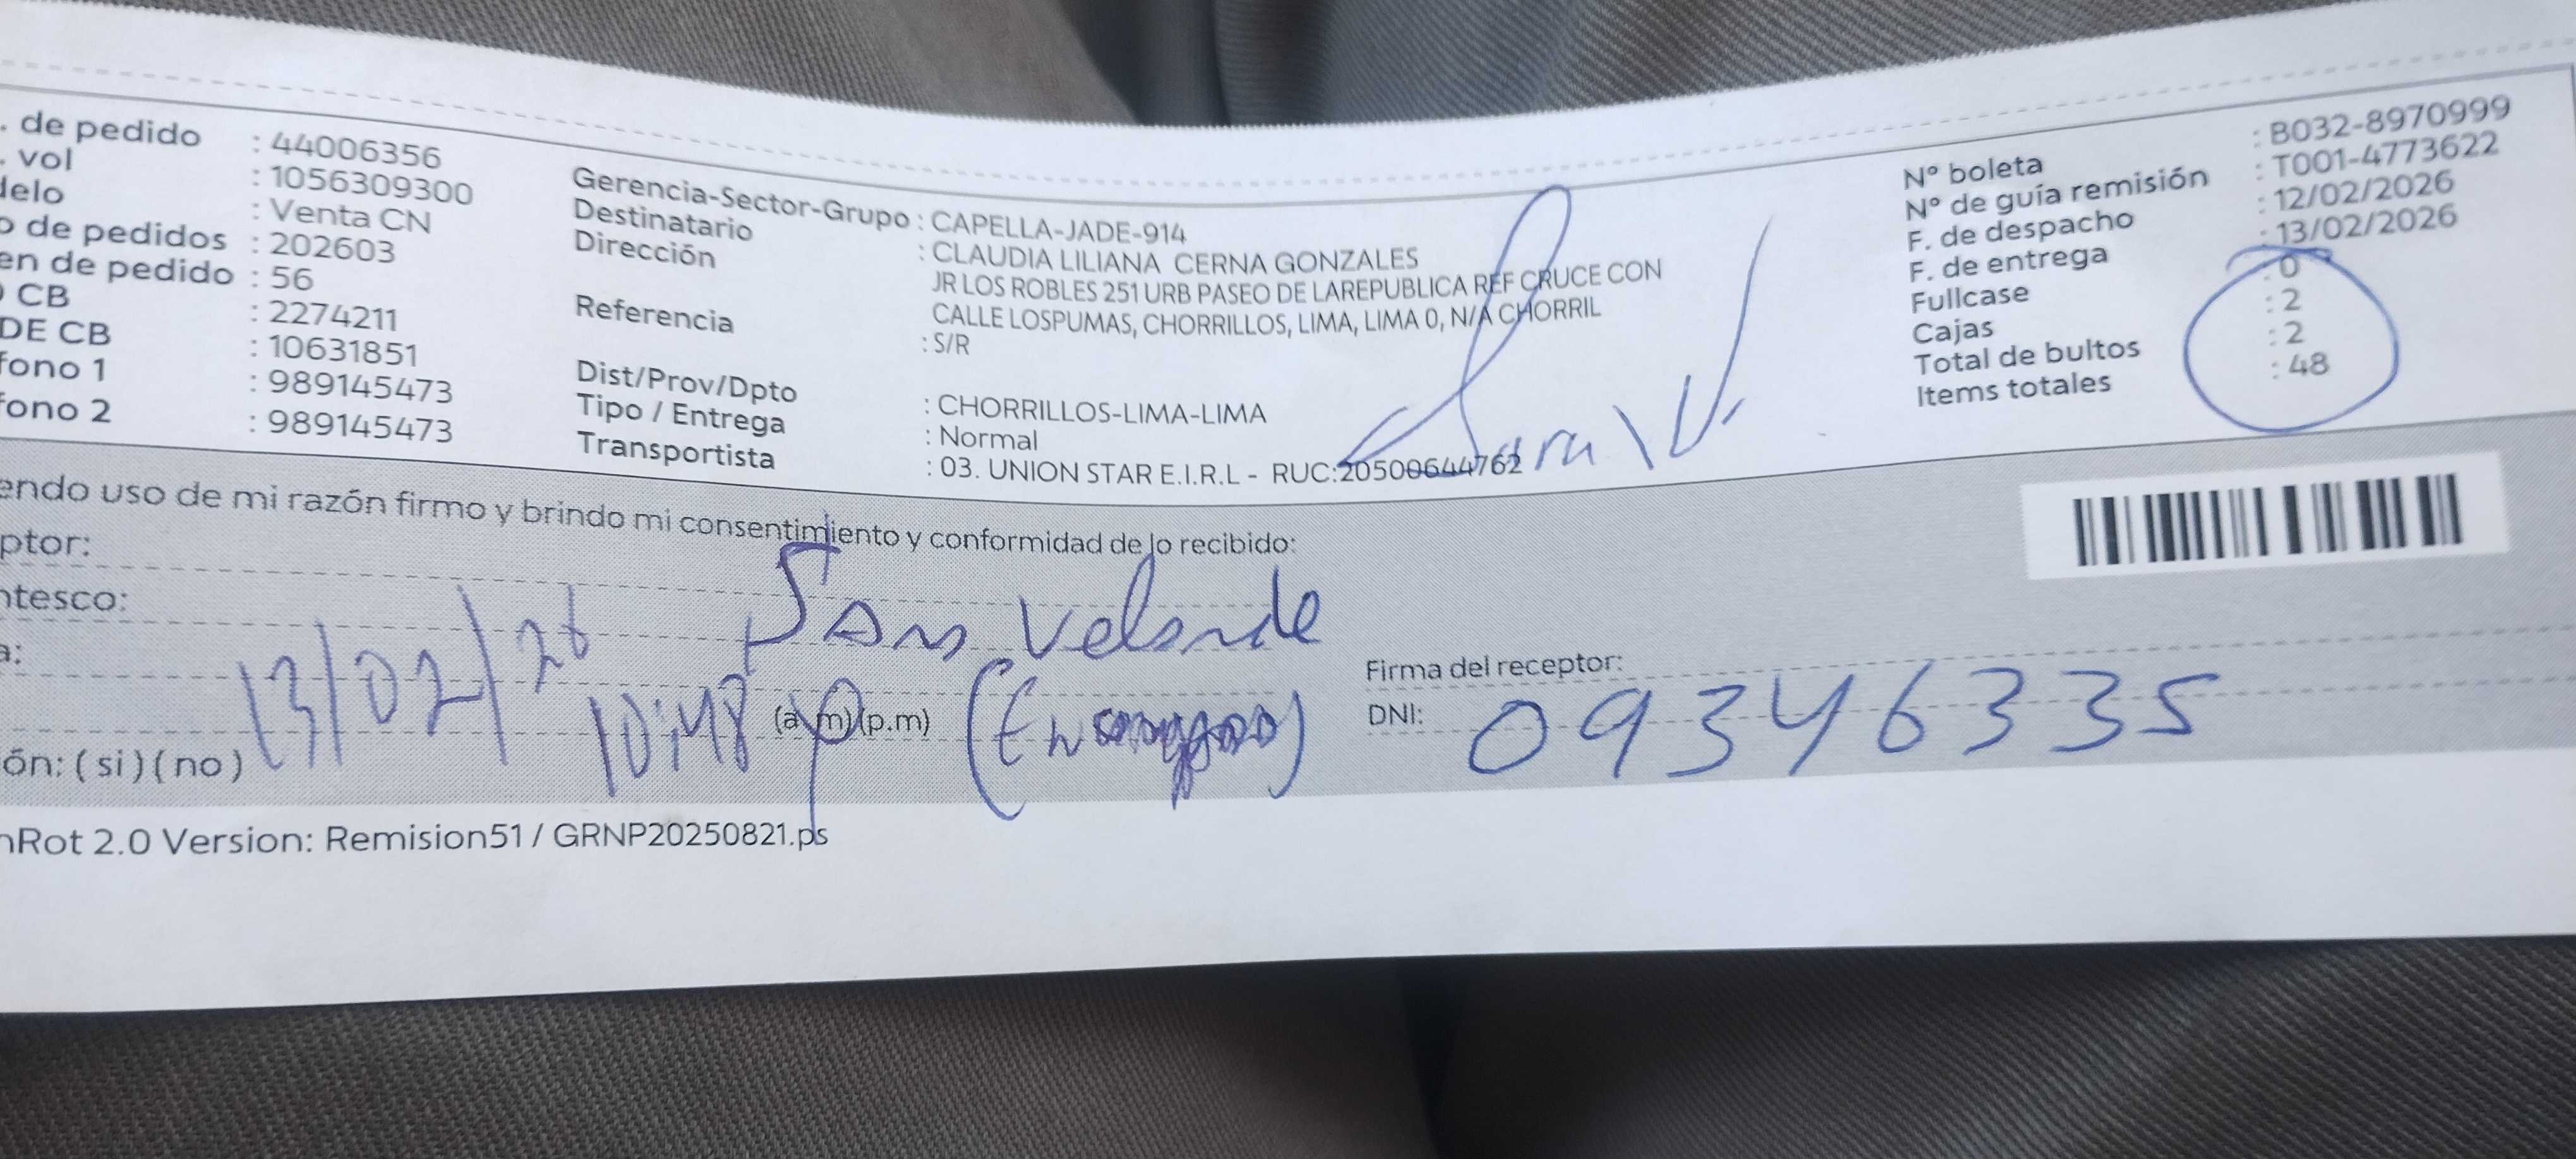 . de pedido : 44006356
. vol : 1056309300
delo : Venta CN
o de pedidos : 202603
en de pedido : 56
O CB : 2274211
DE CB : 10631851
fono 1 : 989145473
fono 2 : 989145473
Gerencia-Sector-Grupo : CAPELLA-JADE-914
Destinatario : CLAUDIA LILIANA CERNA GONZALES
Dirección JR LOS ROBLES 251 URB PASEO DE LAREPUBLICA REF CRUCE CON
CALLE LOSPUMAS, CHORRILLOS, LIMA, LIMA 0, N/A CHORRIL
Referencia : S/R
Dist/Prov/Dpto : CHORRILLOS-LIMA-LIMA
Tipo / Entrega : Normal
Transportista : 03. UNION STAR E.I.R.L - RUC:20500644762
Nº boleta : B032-8970999
Nº de guía remisión : T001-4773622
F. de despacho : 12/02/2026
F. de entrega : 13/02/2026
Fullcase : 0
Cajas : 2
Total de bultos : 2
Items totales : 48
endo uso de mi razón firmo y brindo mi consentimiento y conformidad de lo recibido:
ptor:
ntesco:
Velarde
a: 13/02/26
10:48 (a.m)(p.m)
Firma del receptor:
DNI: 09346335
ón: ( si ) ( no )
nRot 2.0 Version: Remision51 / GRNP20250821.ps